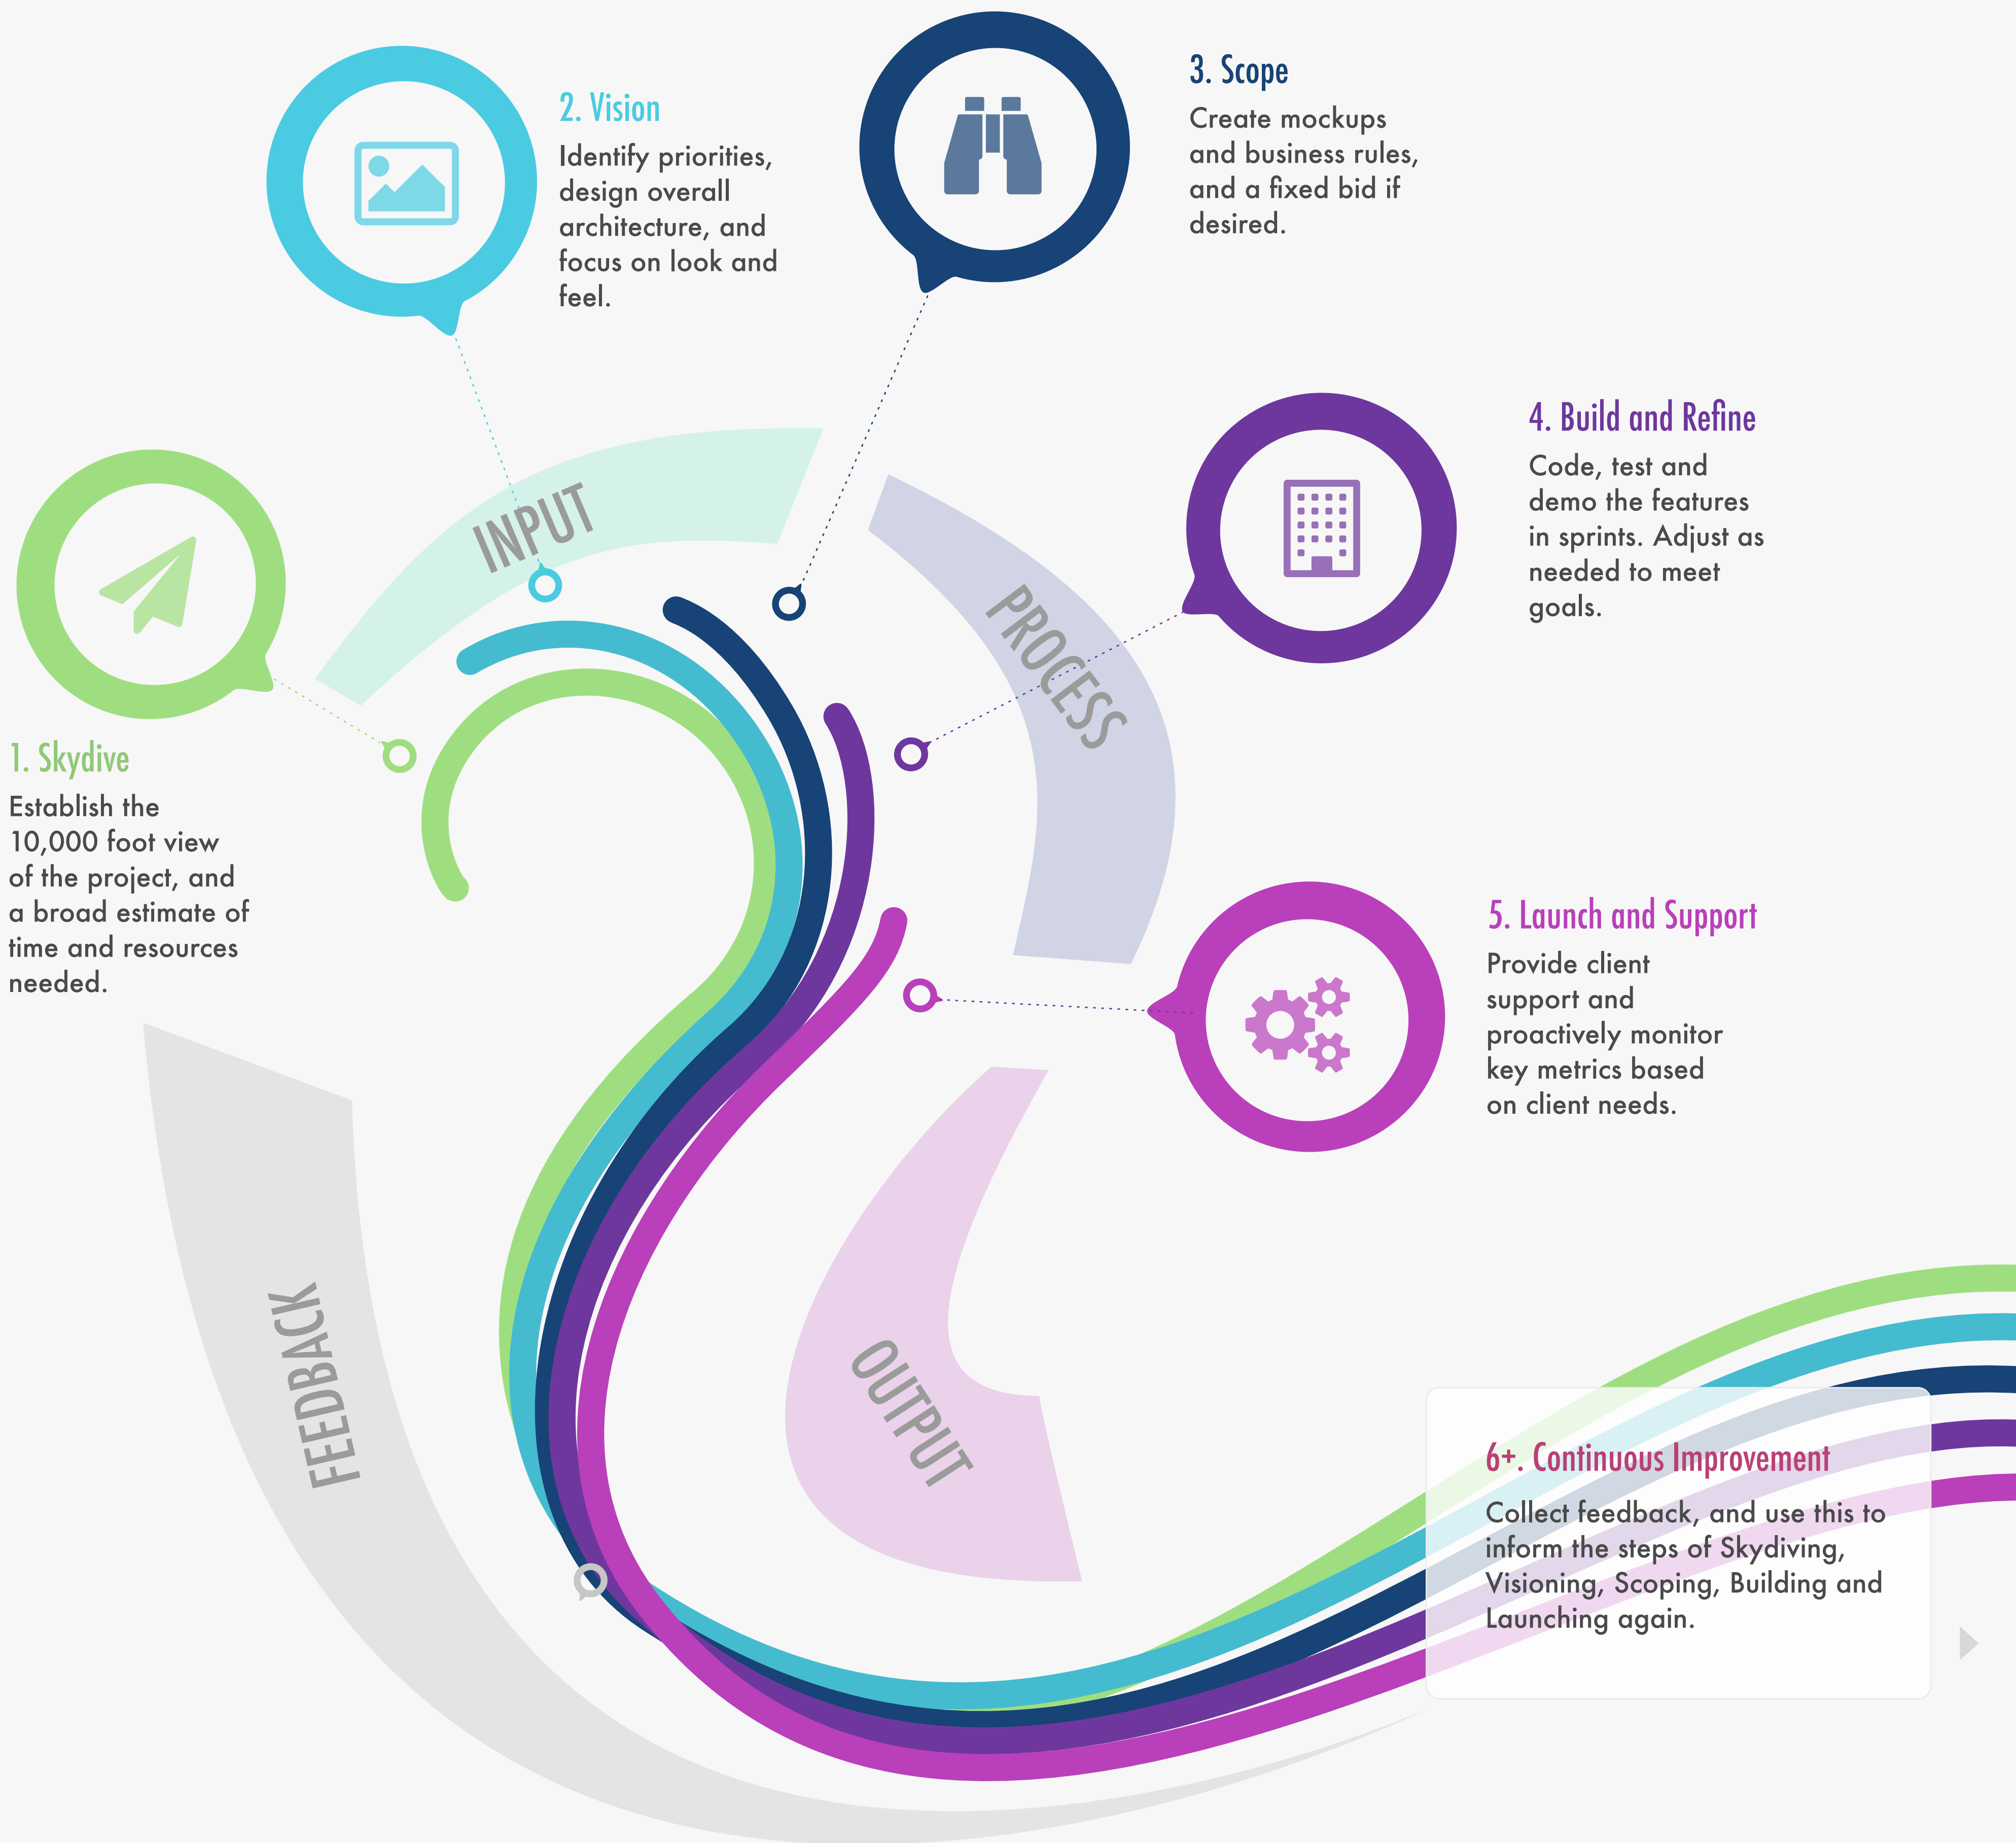 2. Vision
Identify priorities,
design overall
architecture, and
focus on look and
feel.
3. Scope
Create mockups
and business rules,
and a fixed bid if
desired.
INPUT
PROCESS
4. Build and Refine
Code, test and
demo the features
in sprints. Adjust as
needed to meet
goals.
1. Skydive
Establish the
10,000 foot view
of the project, and
a broad estimate of
time and resources
needed.
5. Launch and Support
Provide client
support and
proactively monitor
key metrics based
on client needs.
FEEDBACK
OUTPUT
6+. Continuous Improvement
Collect feedback, and use this to
inform the steps of Skydiving,
Visioning, Scoping, Building and
Launching again.